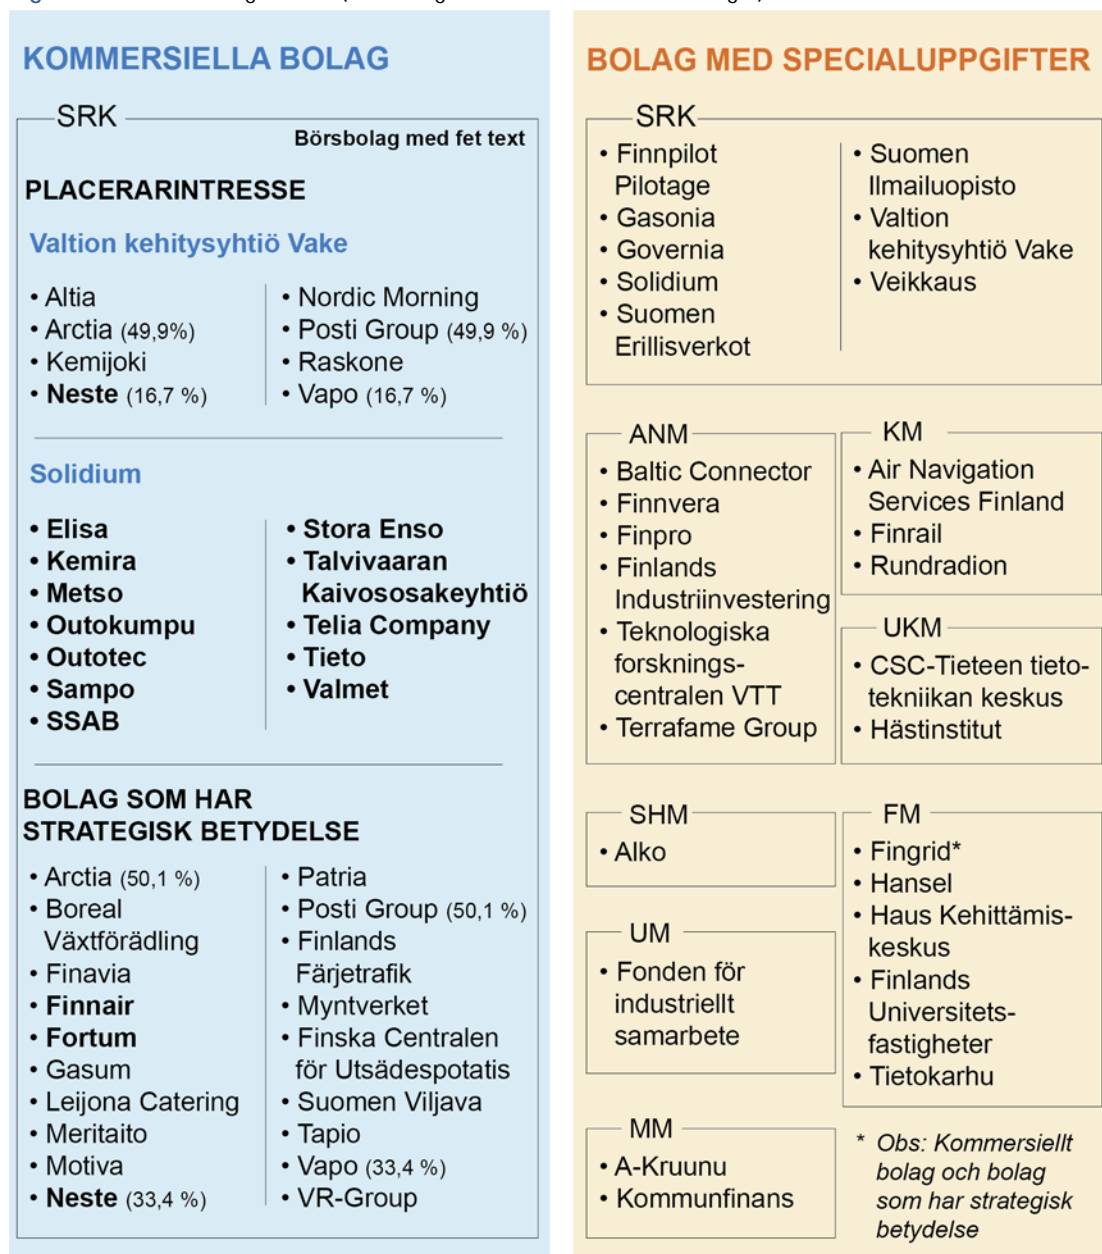 KOMMERSIELLA BOLAG
SRK
Börsbolag med fet text
PLACERARINTRESSE
Valtion kehitysyhtiö Vake
• Altia
• Arctia (49,9%)
• Kemijoki
• Neste (16,7 %)
• Nordic Morning
• Posti Group (49,9 %)
• Raskone
• Vapo (16,7 %)
Solidium
• Elisa
• Kemira
• Metso
• Outokumpu
• Outotec
• Sampo
• SSAB
• Stora Enso
• Talvivaaran
Kaivososakeyhtiö
• Telia Company
• Tieto
• Valmet
BOLAG SOM HAR
STRATEGISK BETYDELSE
• Arctia (50,1 %)
• Boreal
Växtförädling
• Finavia
• Finnair
• Fortum
• Gasum
• Leijona Catering
• Meritaito
• Motiva
• Neste (33,4 %)
• Patria
• Posti Group (50,1 %)
• Finlands
Färjetrafik
• Myntverket
• Finska Centralen
för Utsädespotatis
• Suomen Viljava
• Tapio
• Vapo (33,4 %)
• VR-Group
BOLAG MED SPECIALUPPGIFTER
SRK
• Finnpilot
Pilotage
• Gasonia
• Governia
• Solidium
• Suomen
Erillisverkot
• Suomen
Ilmailuopisto
• Valtion
kehitysyhtiö Vake
• Veikkaus
ANM
• Baltic Connector
• Finnvera
• Finpro
• Finlands
Industriinvestering
• Teknologiska
forsknings-
centralen VTT
• Terrafame Group
KM
• Air Navigation
Services Finland
• Finrail
• Rundradion
UKM
• CSC-Tieteen tieto-
tekniikan keskus
• Hästinstitut
SHM
• Alko
FM
• Fingrid*
• Hansel
• Haus Kehittämis-
keskus
• Finlands
Universitets-
fastigheter
• Tietokarhu
UM
• Fonden för
industriellt
samarbete
MM
• A-Kruunu
• Kommunfinans
* Obs: Kommersiellt
bolag och bolag
som har strategisk
betydelse